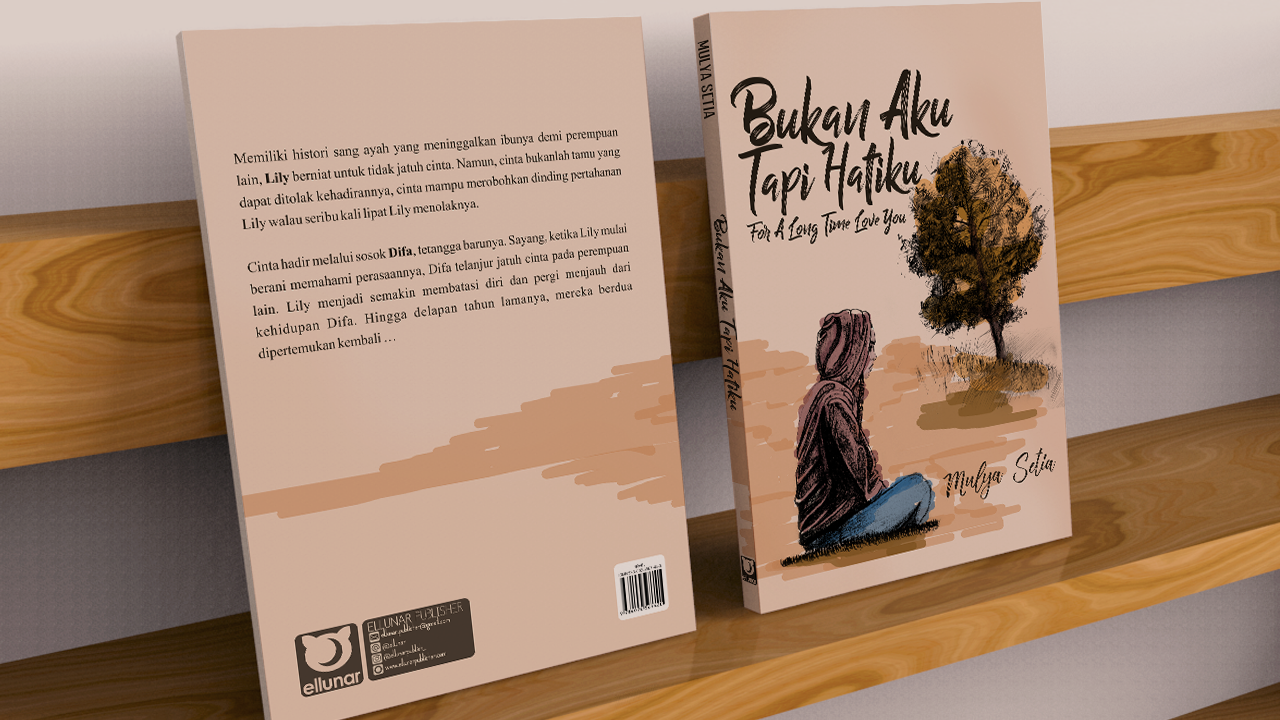 Memiliki histori sang ayah yang meninggalkan ibunya demi perempuan
lain, Lily berniat untuk tidak jatuh cinta. Namun, cinta bukanlah tamu yang
dapat ditolak kehadirannya, cinta mampu merobohkan dinding pertahanan
Lily walau seribu kali lipat Lily menolaknya.
Cinta hadir melalui sosok Difa, tetangga barunya. Sayang, ketika Lily mulai
berani memahami perasaannya, Difa telanjur jatuh cinta pada perempuan
lain. Lily menjadi semakin membatasi diri dan pergi menjauh dari
kehidupan Difa. Hingga delapan tahun lamanya, mereka berdua
dipertemukan kembali …
ellunar
ELLUNAR PUBLISHER
MULYA SETIA
Bukan Aku Tapi Hatiku
ellunar
Bukan Aku
Tapi Hatiku
For A Long Time Love You
Mulya Setia